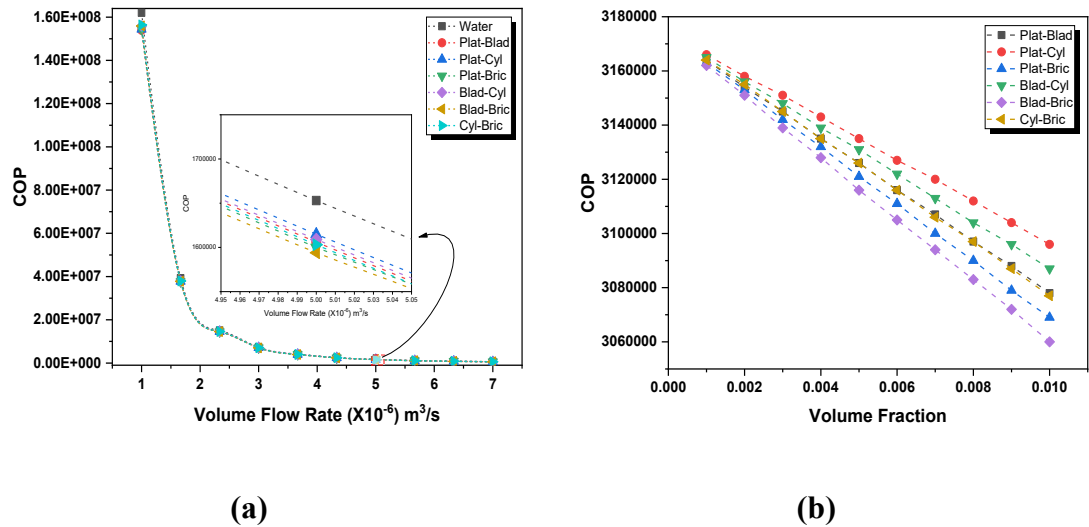 (a)
1.60E+008
1.40E+008
1.20E+008
1.00E+008
8.00E+007
6.00E+007
4.00E+007
2.00E+007
0.00E+000
COP
Water
Plat-Blad
Plat-Cyl
Plat-Bric
Blad-Cyl
Blad-Bric
Cyl-Bric
1700000
1600000
COP
4.95 4.96 4.97 4.98 4.99 5.00 5.01 5.02 5.03 5.04 5.05
Volume Flow Rate (X10⁻⁶) m³/s
1 2 3 4 5 6 7
Volume Flow Rate (X10⁻⁶) m³/s
(b)
3180000
3160000
3140000
3120000
3100000
3080000
3060000
COP
Plat-Blad
Plat-Cyl
Plat-Bric
Blad-Cyl
Blad-Bric
Cyl-Bric
0.000 0.002 0.004 0.006 0.008 0.010
Volume Fraction
(a)
(b)